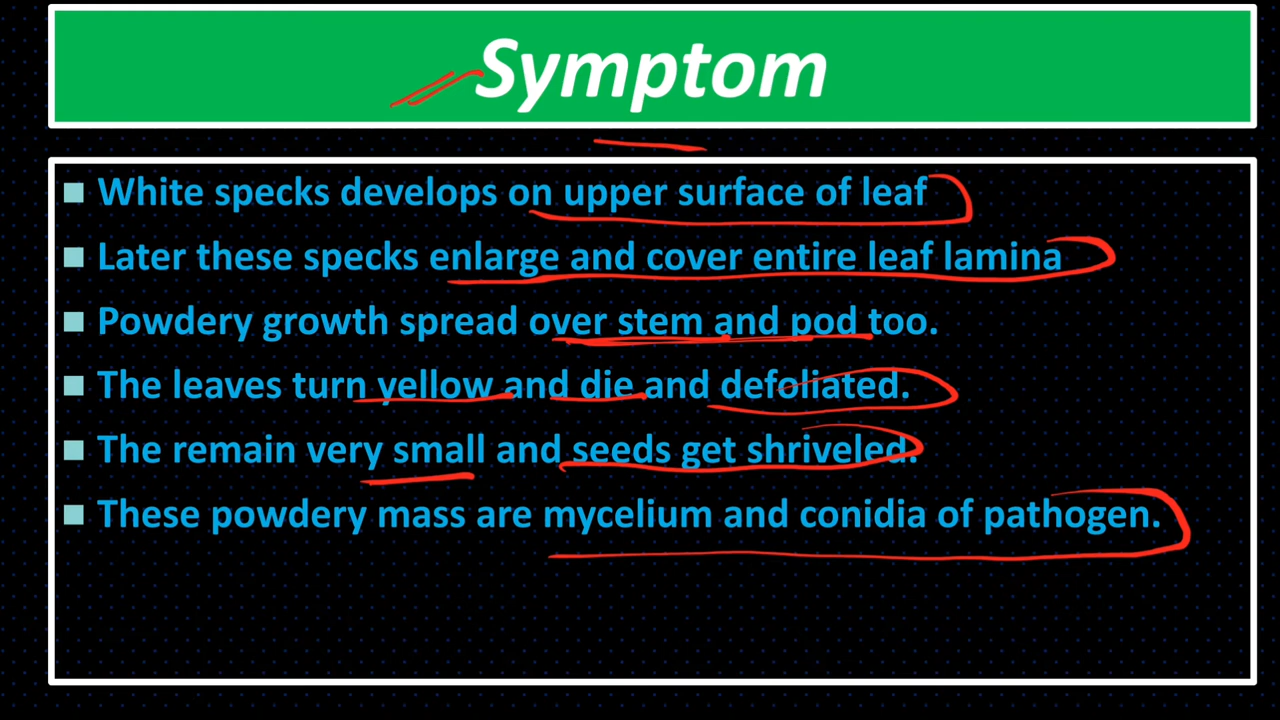 Symptom
White specks develops on upper surface of leaf
Later these specks enlarge and cover entire leaf lamina
Powdery growth spread over stem and pod too.
The leaves turn yellow and die and defoliated.
The remain very small and seeds get shriveled.
These powdery mass are mycelium and conidia of pathogen.